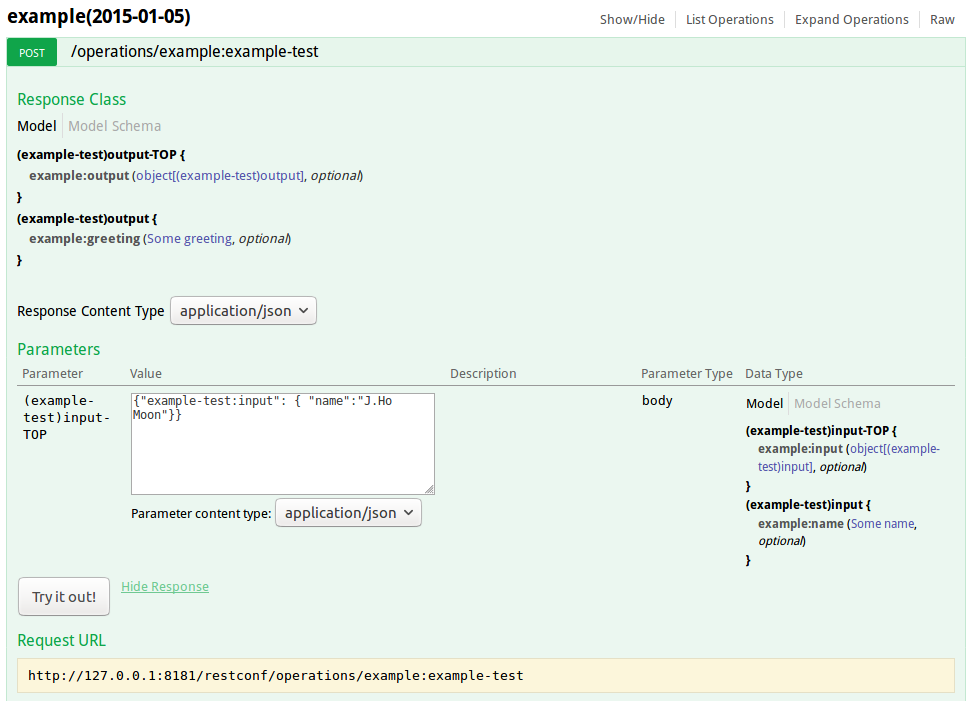 example(2015-01-05)
Show/Hide List Operations Expand Operations Raw
POST /operations/example:example-test
Response Class
Model Model Schema
(example-test)output-TOP {
example:output (object[(example-test)output], optional)
}
(example-test)output {
example:greeting (Some greeting, optional)
}
Response Content Type application/json
Parameters
Parameter Value Description Parameter Type Data Type
(example-
test)input-
TOP
{"example-test:input": { "name":"J.Ho
Moon"}}
Parameter content type: application/json
body
Model Model Schema
(example-test)input-TOP {
example:input (object[(example-
test)input], optional)
}
(example-test)input {
example:name (Some name,
optional)
}
Try it out! Hide Response
Request URL
http://127.0.0.1:8181/restconf/operations/example:example-test